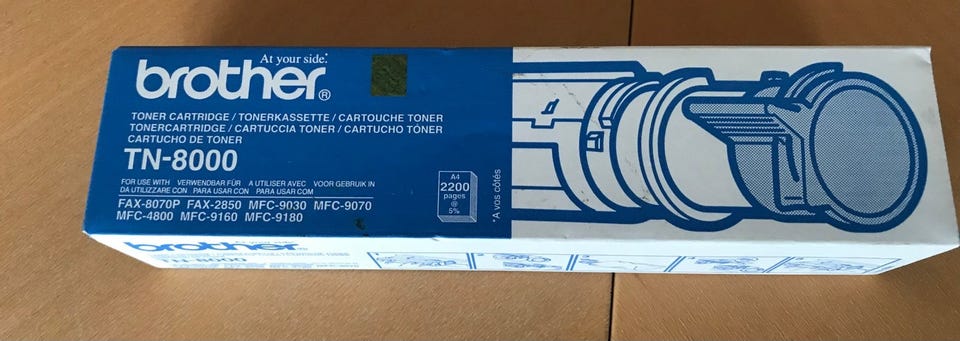 At your side.
brother®
TONER CARTRIDGE / TONERKASSETTE / CARTOUCHE TONER
TONERCARTRIDGE / CARTUCCIA TONER / CARTUCHO TÓNER
CARTUCHO DE TONER
TN-8000
FOR USE WITH VERWENDBAR FÜR A UTILISER AVEC VOOR GEBRUIK IN
DA UTILIZZARE CON PARA USAR CON PARA USAR COM
FAX-8070P FAX-2850 MFC-9030 MFC-9070
MFC-4800 MFC-9160 MFC-9180
A4
2200
pages
@
5%
*A vos côtés
At your side.
brother
TN-8000